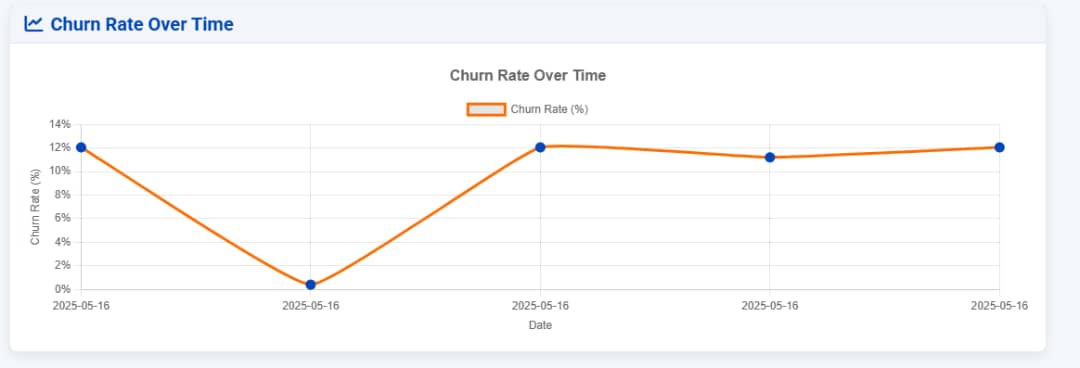 Churn Rate Over Time
Churn Rate Over Time
Churn Rate (%)
14%
12%
10%
8%
6%
4%
2%
0%
Churn Rate (%)
2025-05-16 2025-05-16 2025-05-16 2025-05-16 2025-05-16
Date